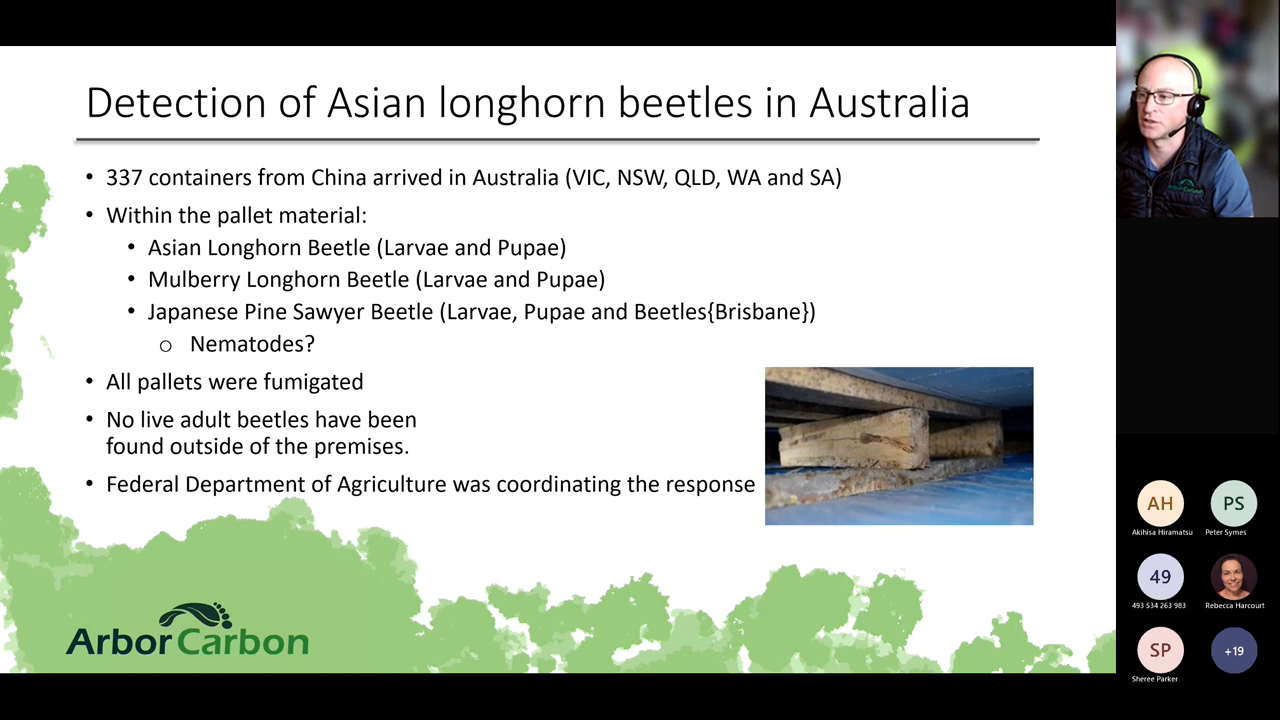 Detection of Asian longhorn beetles in Australia
• 337 containers from China arrived in Australia (VIC, NSW, QLD, WA and SA)
• Within the pallet material:
• Asian Longhorn Beetle (Larvae and Pupae)
• Mulberry Longhorn Beetle (Larvae and Pupae)
• Japanese Pine Sawyer Beetle (Larvae, Pupae and Beetles{Brisbane})
o Nematodes?
• All pallets were fumigated
• No live adult beetles have been
found outside of the premises.
• Federal Department of Agriculture was coordinating the response
ArborCarbon
ArborCarbon
AH
Akihisa Hiramatsu
PS
Peter Symes
49
493 534 263 983
Rebecca Harcourt
SP
Sheree Parker
+19